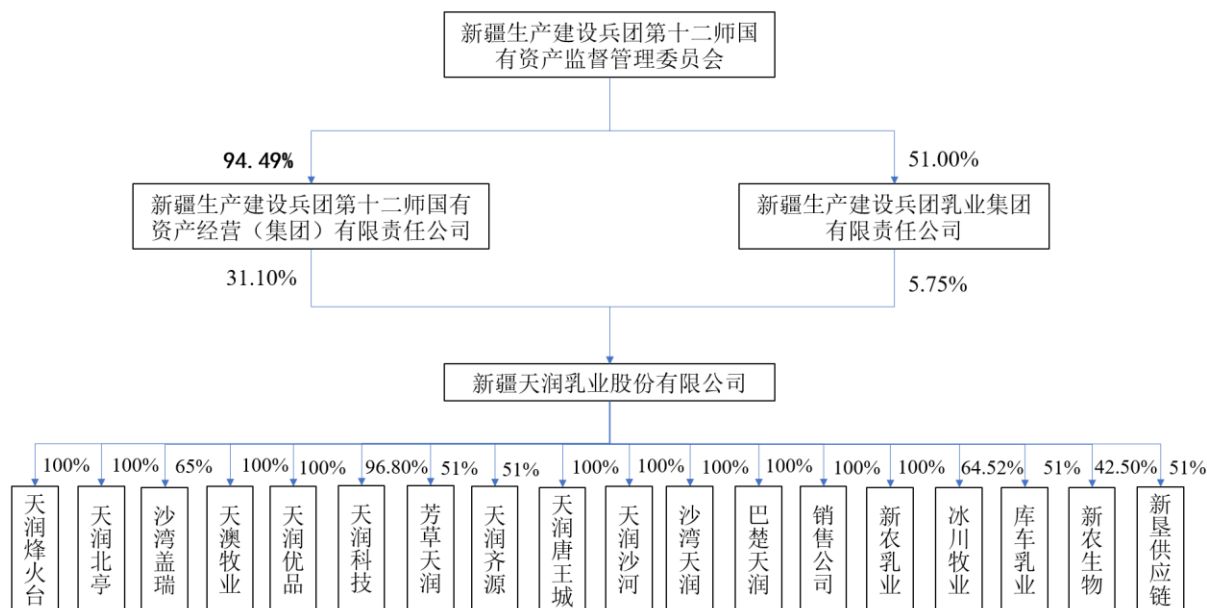 新疆生产建设兵团第十二师国
有资产监督管理委员会
94.49%
51.00%
新疆生产建设兵团第十二师国有
资产经营（集团）有限责任公司
新疆生产建设兵团乳业集团
有限责任公司
31.10%
5.75%
新疆天润乳业股份有限公司
100%
100%
65%
100%
100%
96.80%
51%
51%
100%
100%
100%
100%
100%
100%
64.52%
51%
42.50%
51%
天润烽火台
天润北亭
沙湾盖瑞
天澳牧业
天润优品
天润科技
芳草天润
天润齐源
天润唐王城
天润沙河
沙湾天润
巴楚天润
销售公司
新农乳业
冰川牧业
库车乳业
新农生物
新垦供应链